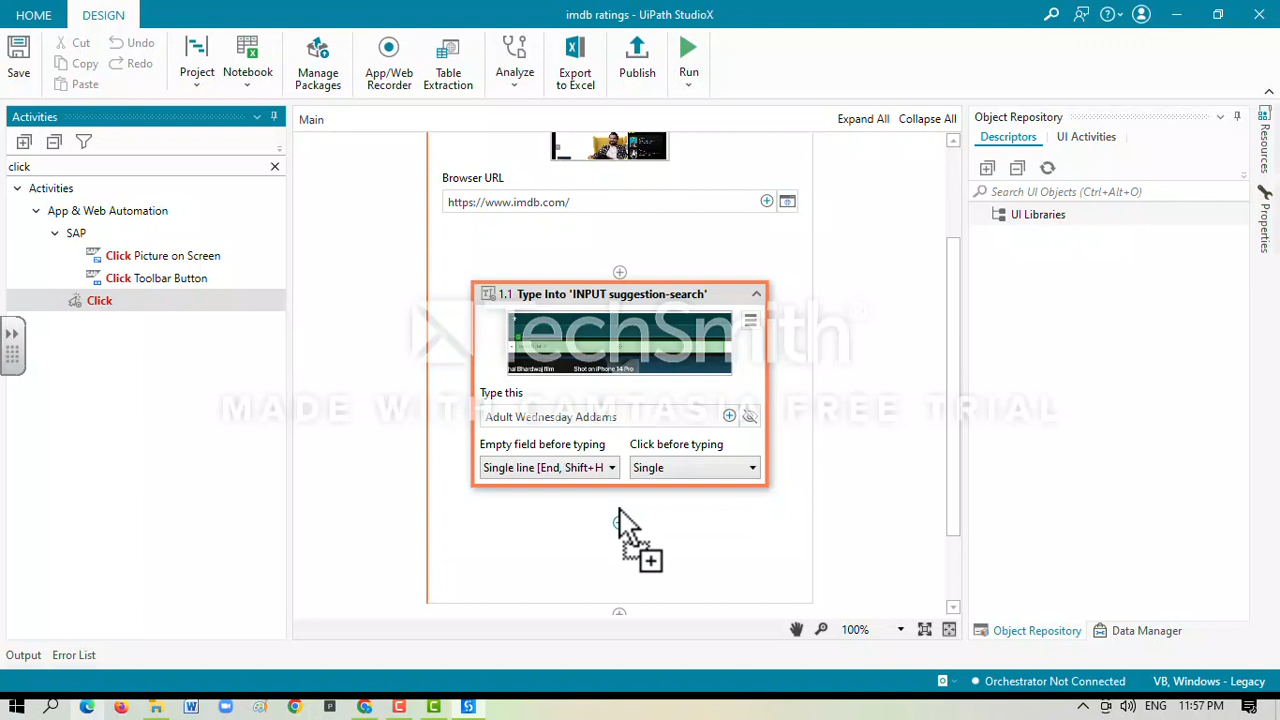 HOME
DESIGN
imdb ratings - UiPath StudioX
Save
Cut
Copy
Paste
Undo
Redo
Project
Notebook
Manage Packages
App/Web Recorder
Table Extraction
Analyze
Export to Excel
Publish
Run
Activities
click
Activities
App & Web Automation
SAP
Click Picture on Screen
Click Toolbar Button
Click
Main
Expand All
Collapse All
Browser URL
https://www.imdb.com/
1.1 Type Into 'INPUT suggestion-search'
Shot on iPhone 14 Pro
Type this
Adult Wednesday Addams
Empty field before typing
Click before typing
Single line [End, Shift+H
Single
TechSmith
MADE WITH CAMTASIA FREE TRIAL
100%
Object Repository
Descriptors
UI Activities
Search UI Objects (Ctrl+Alt+O)
UI Libraries
Object Repository
Data Manager
Resources
Properties
Output
Error List
Orchestrator Not Connected
VB, Windows - Legacy
ENG
11:57 PM